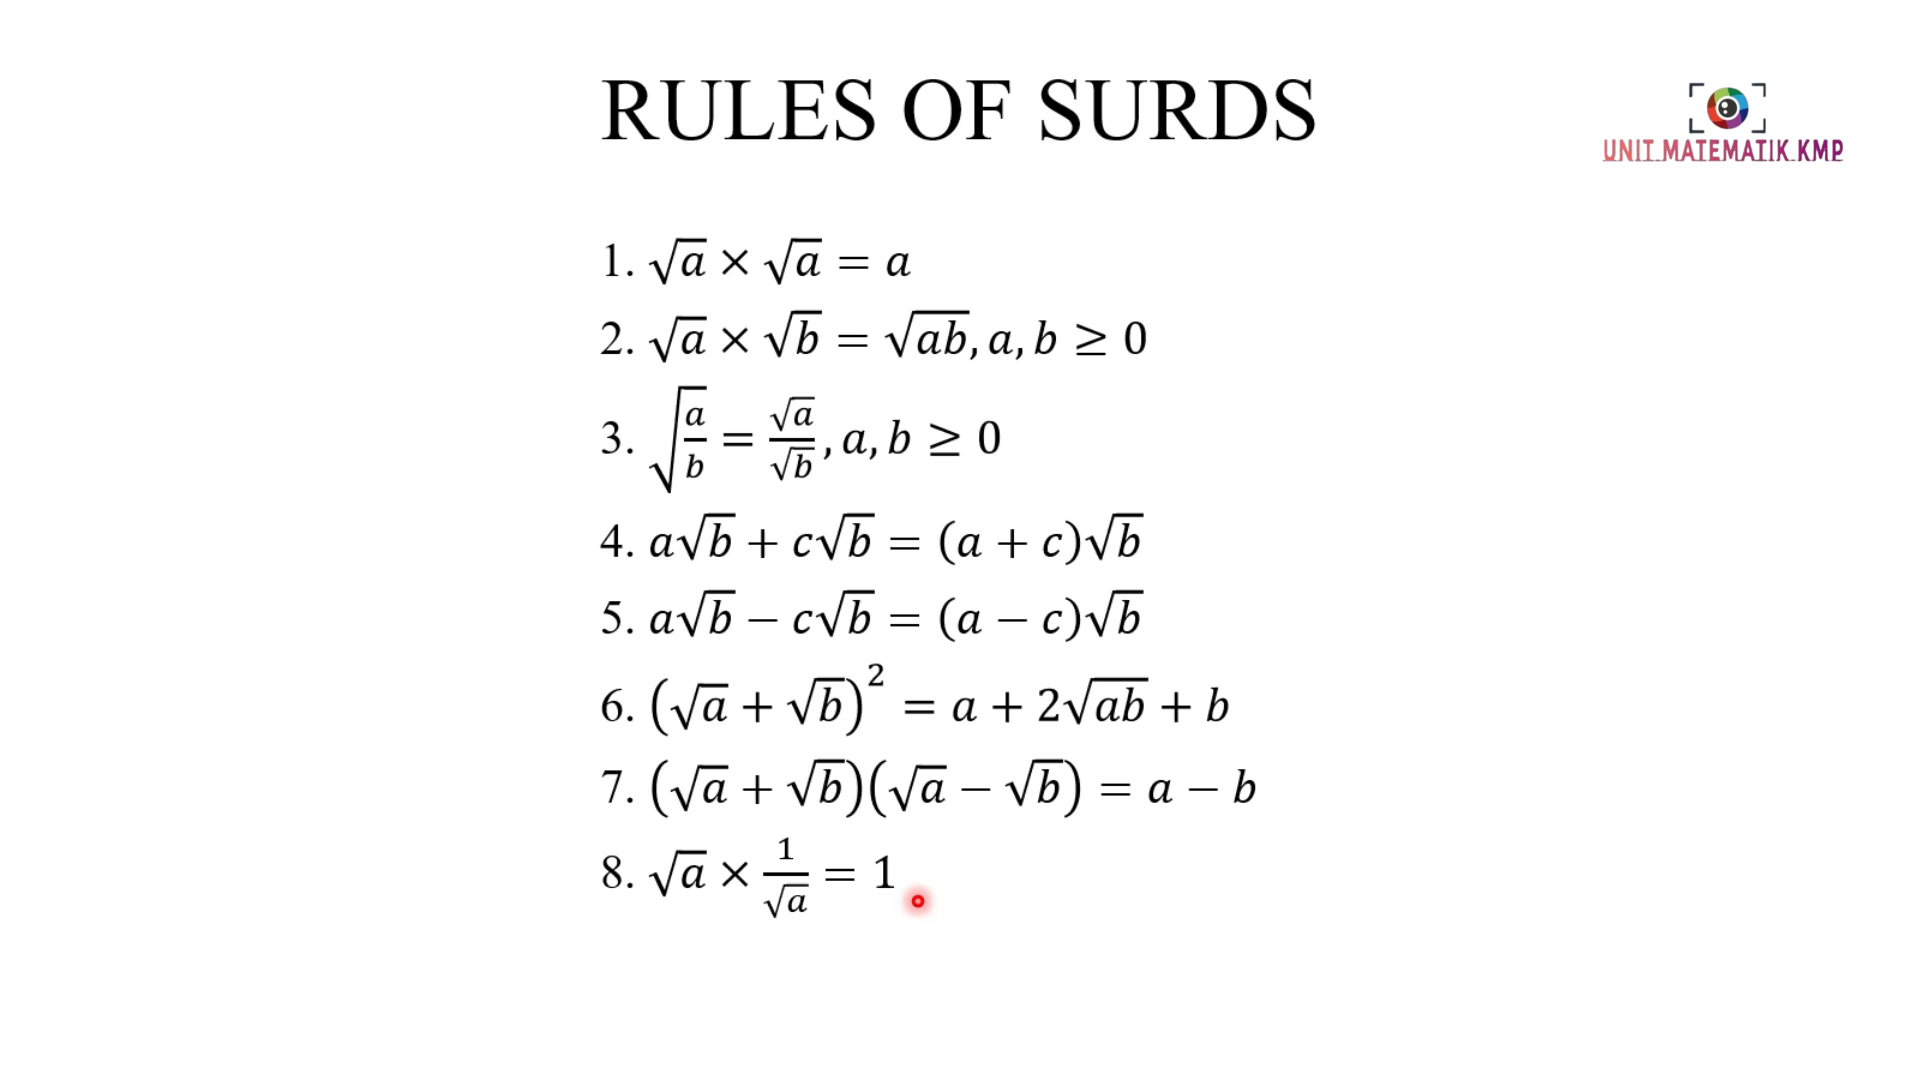 RULES OF SURDS
UNIT.MATEMATIK.KMP
1. √a × √a = a
2. √a × √b = √(ab), a, b ≥ 0
3. √(a/b) = √a/√b, a, b ≥ 0
4. a√b + c√b = (a + c)√b
5. a√b − c√b = (a − c)√b
6. (√a + √b)² = a + 2√(ab) + b
7. (√a + √b)(√a − √b) = a − b
8. √a × 1/√a = 1